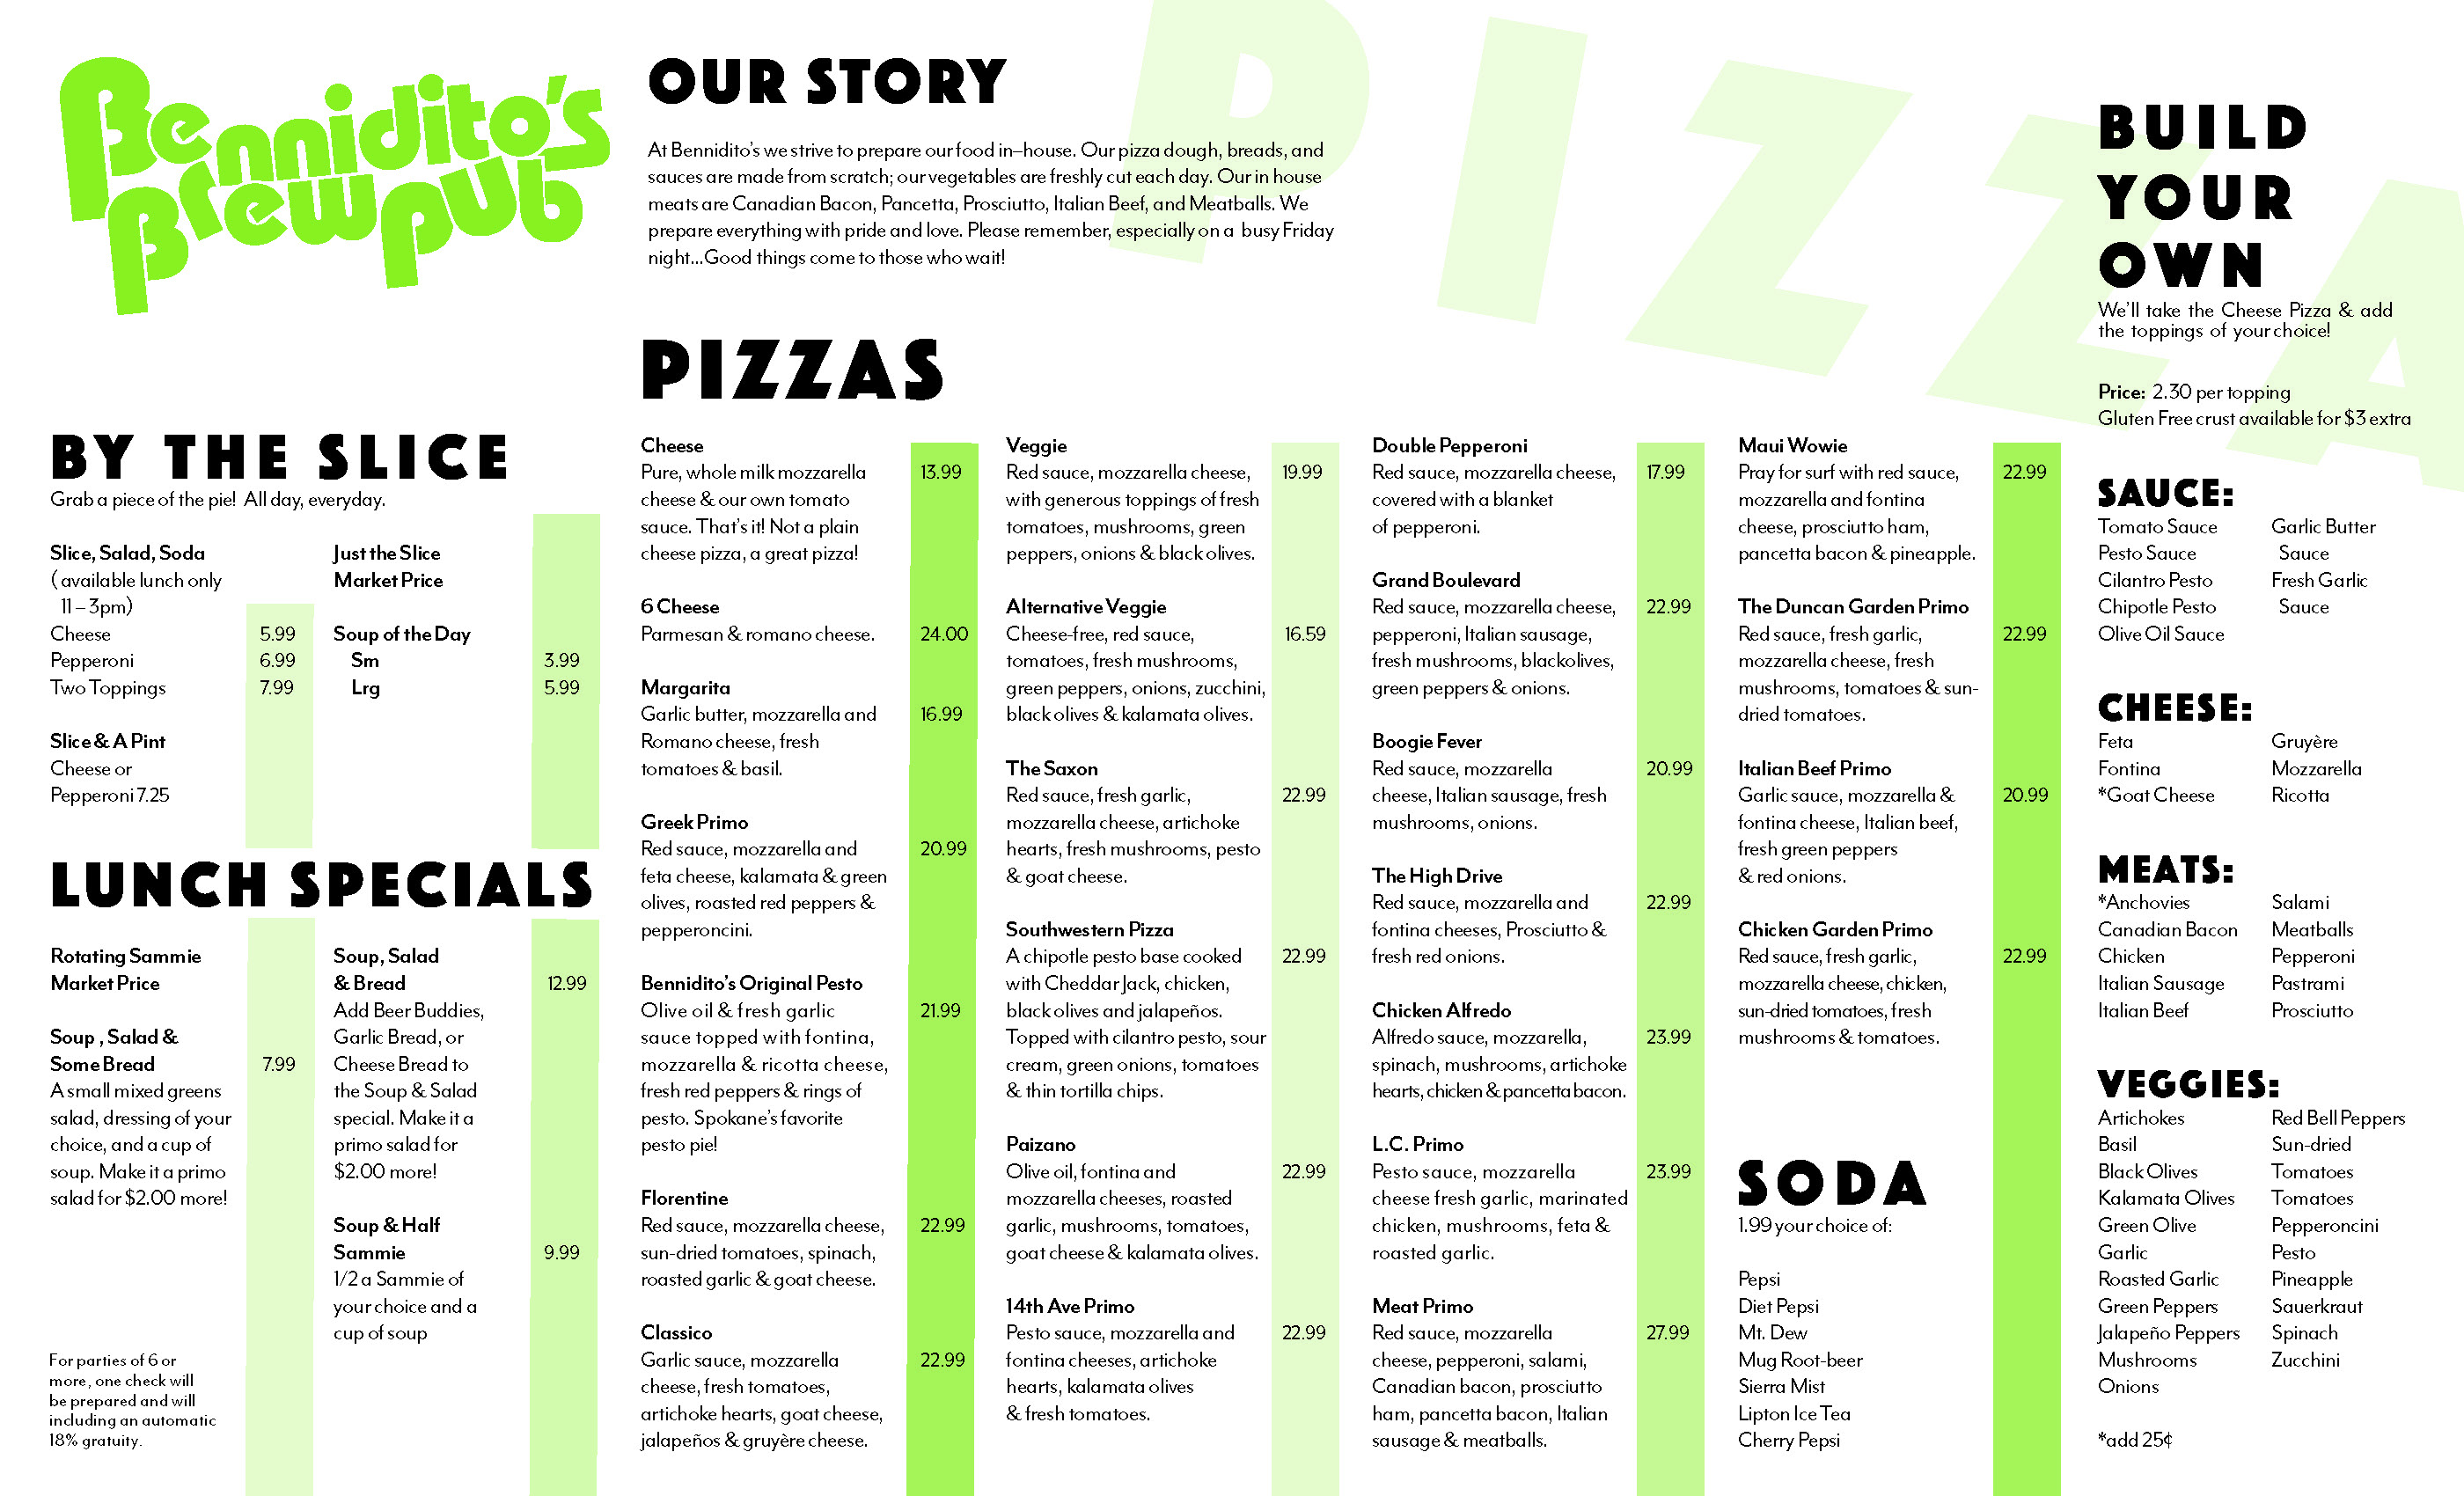 Bennidito's
Brewpub
PIZZA
OUR STORY
At Bennidito's we strive to prepare our food in–house. Our pizza dough, breads, and
sauces are made from scratch; our vegetables are freshly cut each day. Our in house
meats are Canadian Bacon, Pancetta, Prosciutto, Italian Beef, and Meatballs. We
prepare everything with pride and love. Please remember, especially on a busy Friday
night...Good things come to those who wait!
BY THE SLICE
Grab a piece of the pie! All day, everyday.
Slice, Salad, Soda
( available lunch only
11 – 3pm)
Cheese 5.99
Pepperoni 6.99
Two Toppings 7.99
Slice & A Pint
Cheese or
Pepperoni 7.25
Just the Slice
Market Price
Soup of the Day
Sm 3.99
Lrg 5.99
LUNCH SPECIALS
Rotating Sammie
Market Price
Soup , Salad &
Some Bread 7.99
A small mixed greens
salad, dressing of your
choice, and a cup of
soup. Make it a primo
salad for $2.00 more!
For parties of 6 or
more, one check will
be prepared and will
including an automatic
18% gratuity.
Soup, Salad
& Bread 12.99
Add Beer Buddies,
Garlic Bread, or
Cheese Bread to
the Soup & Salad
special. Make it a
primo salad for
$2.00 more!
Soup & Half
Sammie 9.99
1/2 a Sammie of
your choice and a
cup of soup
PIZZAS
Cheese
Pure, whole milk mozzarella 13.99
cheese & our own tomato
sauce. That's it! Not a plain
cheese pizza, a great pizza!
6 Cheese
Parmesan & romano cheese. 24.00
Margarita
Garlic butter, mozzarella and 16.99
Romano cheese, fresh
tomatoes & basil.
Greek Primo
Red sauce, mozzarella and 20.99
feta cheese, kalamata & green
olives, roasted red peppers &
pepperoncini.
Bennidito's Original Pesto
Olive oil & fresh garlic 21.99
sauce topped with fontina,
mozzarella & ricotta cheese,
fresh red peppers & rings of
pesto. Spokane's favorite
pesto pie!
Florentine
Red sauce, mozzarella cheese, 22.99
sun-dried tomatoes, spinach,
roasted garlic & goat cheese.
Classico
Garlic sauce, mozzarella 22.99
cheese, fresh tomatoes,
artichoke hearts, goat cheese,
jalapeños & gruyère cheese.
Veggie
Red sauce, mozzarella cheese, 19.99
with generous toppings of fresh
tomatoes, mushrooms, green
peppers, onions & black olives.
Alternative Veggie
Cheese-free, red sauce, 16.59
tomatoes, fresh mushrooms,
green peppers, onions, zucchini,
black olives & kalamata olives.
The Saxon
Red sauce, fresh garlic, 22.99
mozzarella cheese, artichoke
hearts, fresh mushrooms, pesto
& goat cheese.
Southwestern Pizza
A chipotle pesto base cooked 22.99
with Cheddar Jack, chicken,
black olives and jalapeños.
Topped with cilantro pesto, sour
cream, green onions, tomatoes
& thin tortilla chips.
Paizano
Olive oil, fontina and 22.99
mozzarella cheeses, roasted
garlic, mushrooms, tomatoes,
goat cheese & kalamata olives.
14th Ave Primo
Pesto sauce, mozzarella and 22.99
fontina cheeses, artichoke
hearts, kalamata olives
& fresh tomatoes.
Double Pepperoni
Red sauce, mozzarella cheese, 17.99
covered with a blanket
of pepperoni.
Grand Boulevard
Red sauce, mozzarella cheese, 22.99
pepperoni, Italian sausage,
fresh mushrooms, blackolives,
green peppers & onions.
Boogie Fever
Red sauce, mozzarella 20.99
cheese, Italian sausage, fresh
mushrooms, onions.
The High Drive
Red sauce, mozzarella and 22.99
fontina cheeses, Prosciutto &
fresh red onions.
Chicken Alfredo
Alfredo sauce, mozzarella, 23.99
spinach, mushrooms, artichoke
hearts, chicken & pancetta bacon.
L.C. Primo
Pesto sauce, mozzarella 23.99
cheese fresh garlic, marinated
chicken, mushrooms, feta &
roasted garlic.
Meat Primo
Red sauce, mozzarella 27.99
cheese, pepperoni, salami,
Canadian bacon, prosciutto
ham, pancetta bacon, Italian
sausage & meatballs.
Maui Wowie
Pray for surf with red sauce, 22.99
mozzarella and fontina
cheese, prosciutto ham,
pancetta bacon & pineapple.
The Duncan Garden Primo
Red sauce, fresh garlic, 22.99
mozzarella cheese, fresh
mushrooms, tomatoes & sun-
dried tomatoes.
Italian Beef Primo
Garlic sauce, mozzarella & 20.99
fontina cheese, Italian beef,
fresh green peppers
& red onions.
Chicken Garden Primo
Red sauce, fresh garlic, 22.99
mozzarella cheese, chicken,
sun-dried tomatoes, fresh
mushrooms & tomatoes.
SODA
1.99 your choice of:
Pepsi
Diet Pepsi
Mt. Dew
Mug Root-beer
Sierra Mist
Lipton Ice Tea
Cherry Pepsi
BUILD
YOUR
OWN
We'll take the Cheese Pizza & add
the toppings of your choice!
Price: 2.30 per topping
Gluten Free crust available for $3 extra
SAUCE:
Tomato Sauce
Pesto Sauce
Cilantro Pesto
Chipotle Pesto
Olive Oil Sauce
Garlic Butter
Sauce
Fresh Garlic
Sauce
CHEESE:
Feta
Fontina
*Goat Cheese
Gruyère
Mozzarella
Ricotta
MEATS:
*Anchovies
Canadian Bacon
Chicken
Italian Sausage
Italian Beef
Salami
Meatballs
Pepperoni
Pastrami
Prosciutto
VEGGIES:
Artichokes
Basil
Black Olives
Kalamata Olives
Green Olive
Garlic
Roasted Garlic
Green Peppers
Jalapeño Peppers
Mushrooms
Onions
Red Bell Peppers
Sun-dried
Tomatoes
Tomatoes
Pepperoncini
Pesto
Pineapple
Sauerkraut
Spinach
Zucchini
*add 25¢